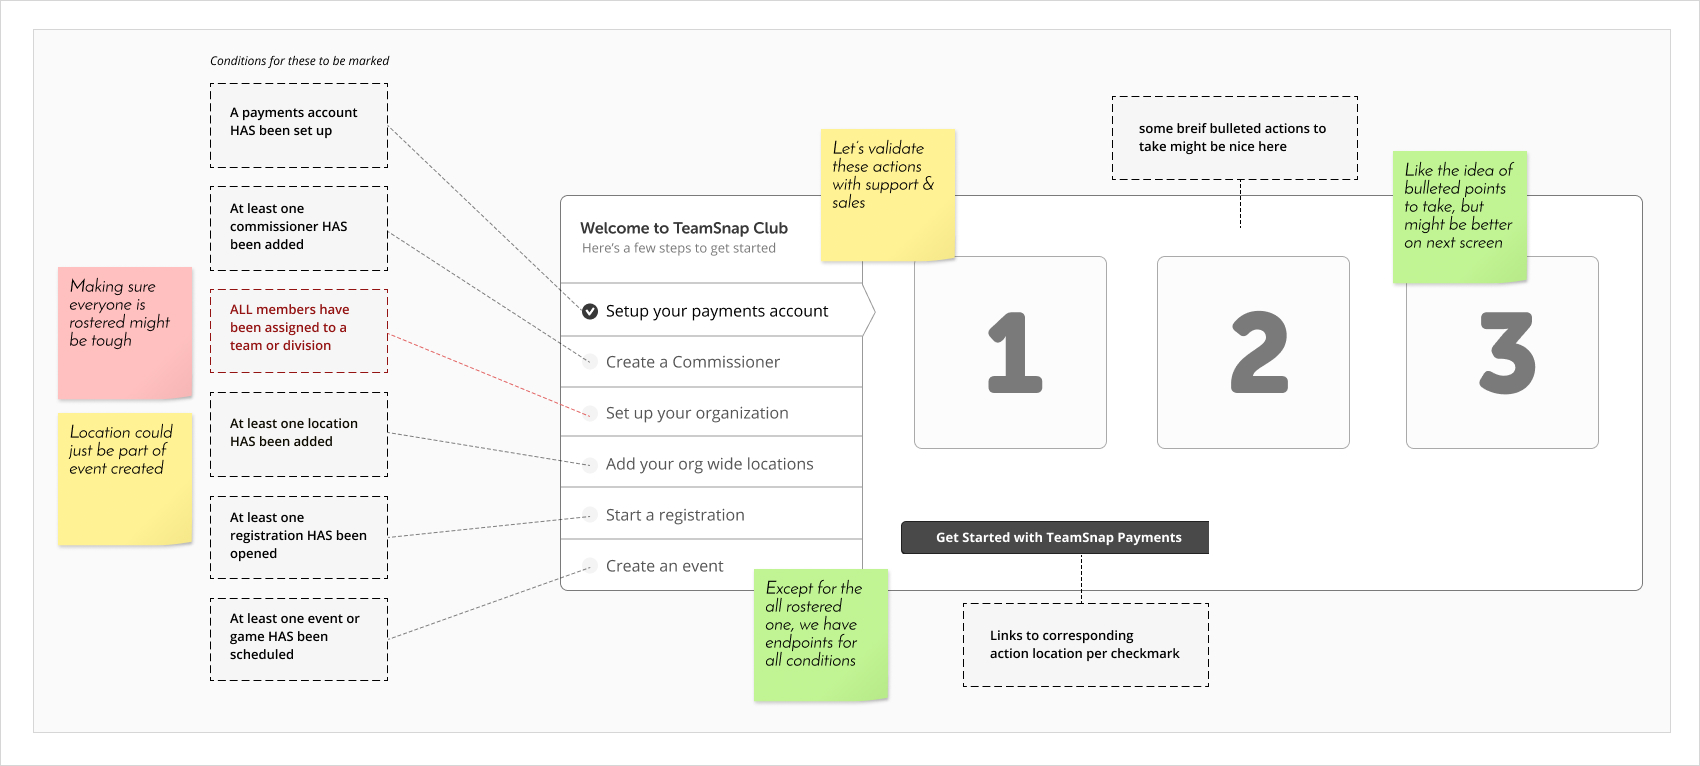 Conditions for these to be marked
A payments account
HAS been set up
At least one
commissioner HAS
been added
ALL members have
been assigned to a
team or division
At least one location
HAS been added
At least one
registration HAS been
opened
At least one event or
game HAS been
scheduled
Making sure
everyone is
rostered might
be tough
Location could
just be part of
event created
Welcome to TeamSnap Club
Here's a few steps to get started
Setup your payments account
Create a Commissioner
Set up your organization
Add your org wide locations
Start a registration
Create an event
Let's validate
these actions
with support &
sales
Except for the
all rostered
one, we have
endpoints for
all conditions
some breif bulleted actions to
take might be nice here
Like the idea of
bulleted points
to take, but
might be better
on next screen
1
2
3
Get Started with TeamSnap Payments
Links to corresponding
action location per checkmark